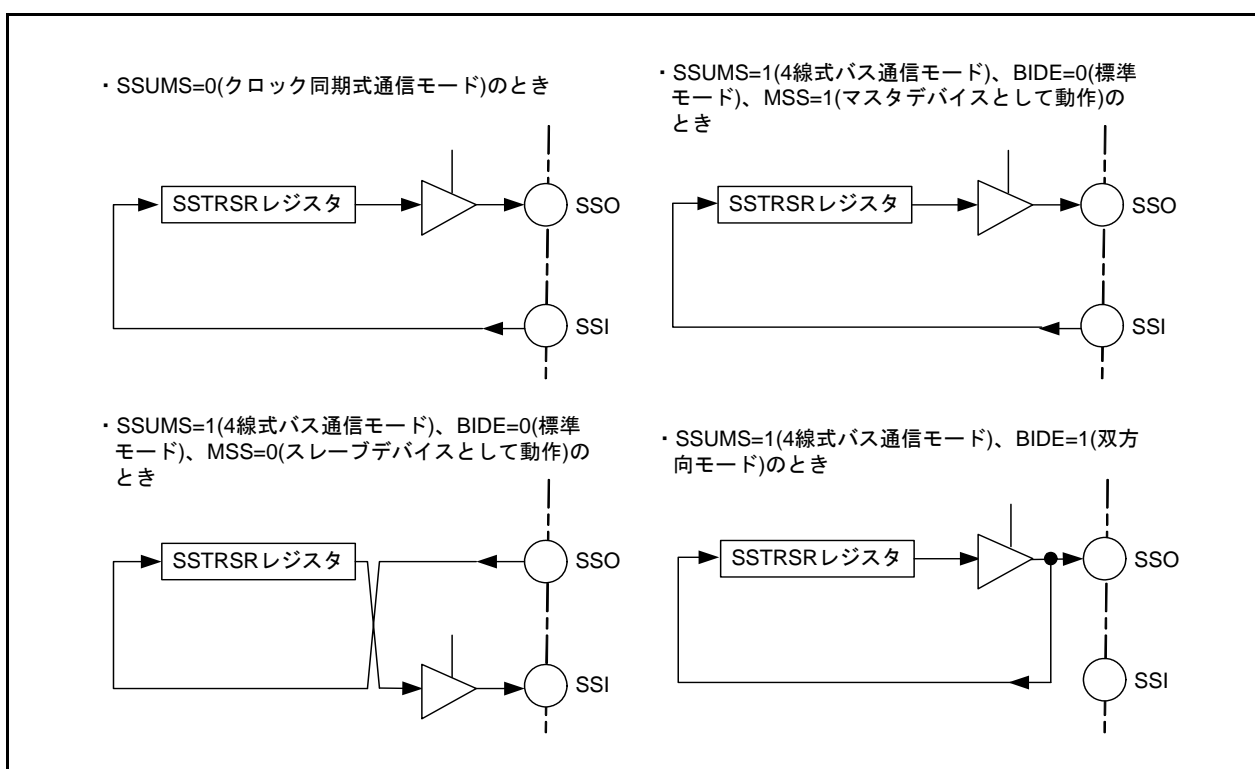 ・SSUMS=0(クロック同期式通信モード)のとき
SSTRSRレジスタ
SSO
SSI
・SSUMS=1(4線式バス通信モード)、BIDE=0(標準
モード)、MSS=1(マスタデバイスとして動作)の
とき
SSTRSRレジスタ
SSO
SSI
・SSUMS=1(4線式バス通信モード)、BIDE=0(標準
モード)、MSS=0(スレーブデバイスとして動作)の
とき
SSTRSRレジスタ
SSO
SSI
・SSUMS=1(4線式バス通信モード)、BIDE=1(双方
向モード)のとき
SSTRSRレジスタ
SSO
SSI